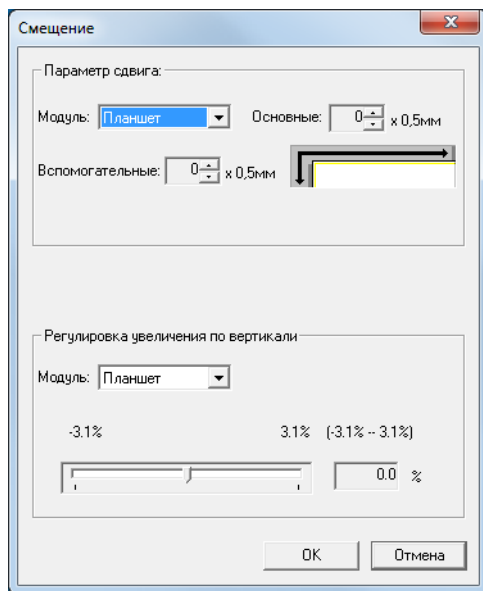 Смещение
Параметр сдвига:
Модуль: Планшет Основные: 0 x 0,5мм
Вспомогательные: 0 x 0,5мм
Регулировка увеличения по вертикали
Модуль: Планшет
-3.1% 3.1% (-3.1% -- 3.1%)
0.0 %
OK Отмена